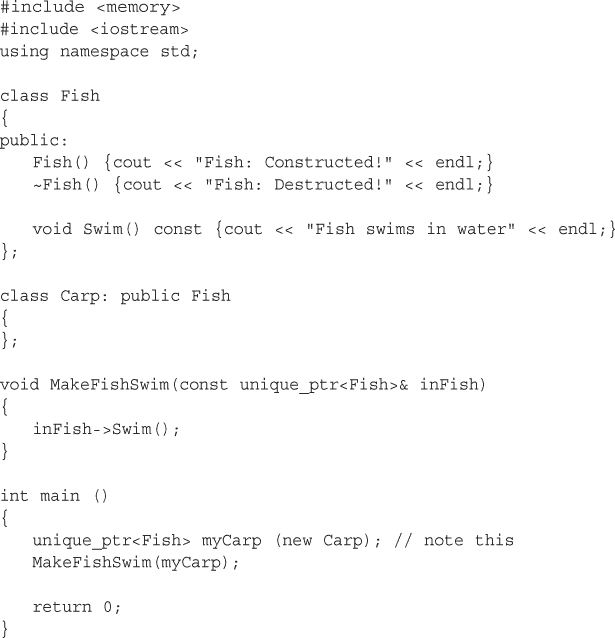 #include <memory>
#include <iostream>
using namespace std;

class Fish
{
public:
   Fish() {cout << "Fish: Constructed!" << endl;}
   ~Fish() {cout << "Fish: Destructed!" << endl;}

   void Swim() const {cout << "Fish swims in water" << endl;}
};

class Carp: public Fish
{
};

void MakeFishSwim(const unique_ptr<Fish>& inFish)
{
   inFish->Swim();
}

int main ()
{
   unique_ptr<Fish> myCarp (new Carp); // note this
   MakeFishSwim(myCarp);

   return 0;
}